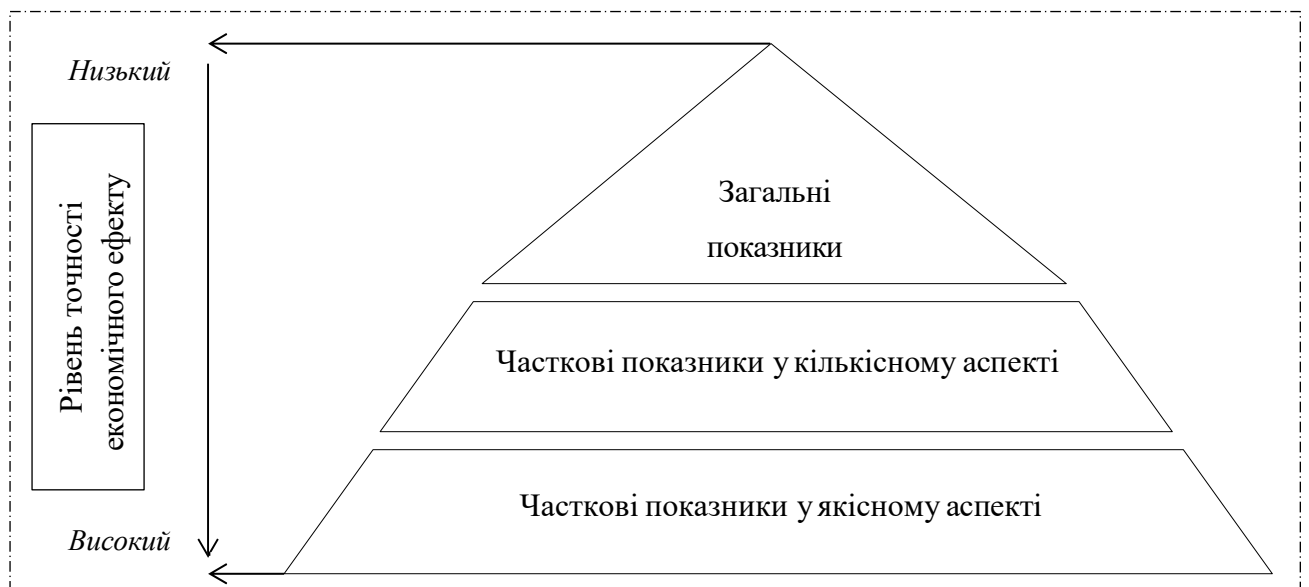 Низький
Загальні
показники
Рівень точності
економічного ефекту
Часткові показники у кількісному аспекті
Часткові показники у якісному аспекті
Високий